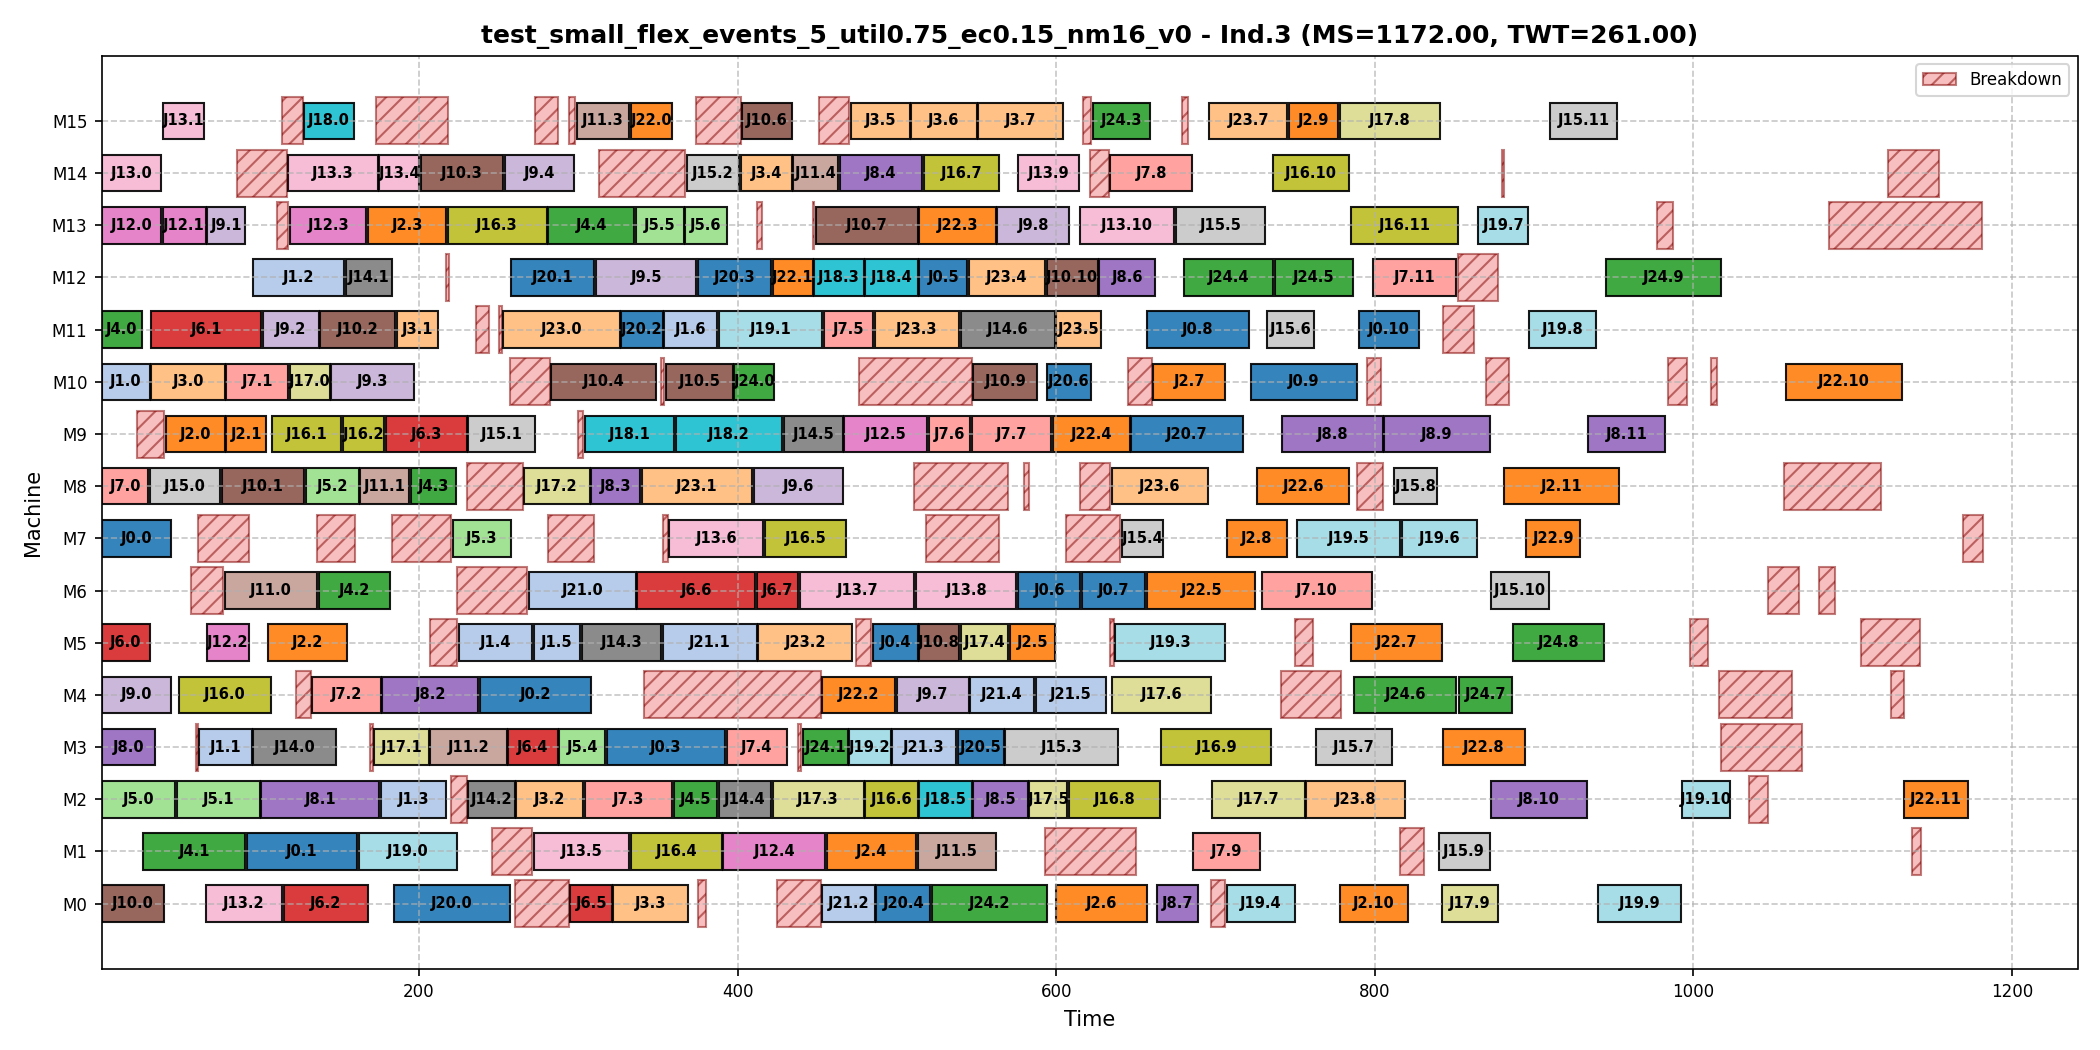 test_small_flex_events_5_util0.75_ec0.15_nm16_v0 - Ind.3 (MS=1172.00, TWT=261.00)
Breakdown
M15 J13.1 J18.0 J11.3 J22.0 J10.6 J3.5 J3.6 J3.7 J24.3 J23.7 J2.9 J17.8 J15.11
M14 J13.0 J13.3 J13.4 J10.3 J9.4 J15.2 J3.4 J11.4 J8.4 J16.7 J13.9 J7.8 J16.10
M13 J12.0 J12.1 J9.1 J12.3 J2.3 J16.3 J4.4 J5.5 J5.6 J10.7 J22.3 J9.8 J13.10 J15.5 J16.11 J19.7
M12 J1.2 J14.1 J20.1 J9.5 J20.3 J22.1 J18.3 J18.4 J0.5 J23.4 J10.10 J8.6 J24.4 J24.5 J7.11 J24.9
M11 J4.0 J6.1 J9.2 J10.2 J3.1 J23.0 J20.2 J1.6 J19.1 J7.5 J23.3 J14.6 J23.5 J0.8 J15.6 J0.10 J19.8
M10 J1.0 J3.0 J7.1 J17.0 J9.3 J10.4 J10.5 J24.0 J10.9 J20.6 J2.7 J0.9 J22.10
M9 J2.0 J2.1 J16.1 J16.2 J6.3 J15.1 J18.1 J18.2 J14.5 J12.5 J7.6 J7.7 J22.4 J20.7 J8.8 J8.9 J8.11
M8 J7.0 J15.0 J10.1 J5.2 J11.1 J4.3 J17.2 J8.3 J23.1 J9.6 J23.6 J22.6 J15.8 J2.11
M7 J0.0 J5.3 J13.6 J16.5 J15.4 J2.8 J19.5 J19.6 J22.9
M6 J11.0 J4.2 J21.0 J6.6 J6.7 J13.7 J13.8 J0.6 J0.7 J22.5 J7.10 J15.10
M5 J6.0 J12.2 J2.2 J1.4 J1.5 J14.3 J21.1 J23.2 J0.4 J10.8 J17.4 J2.5 J19.3 J22.7 J24.8
M4 J9.0 J16.0 J7.2 J8.2 J0.2 J22.2 J9.7 J21.4 J21.5 J17.6 J24.6 J24.7
M3 J8.0 J1.1 J14.0 J17.1 J11.2 J6.4 J5.4 J0.3 J7.4 J24.1 J19.2 J21.3 J20.5 J15.3 J16.9 J15.7 J22.8
M2 J5.0 J5.1 J8.1 J1.3 J14.2 J3.2 J7.3 J4.5 J14.4 J17.3 J16.6 J18.5 J8.5 J17.5 J16.8 J17.7 J23.8 J8.10 J19.10 J22.11
M1 J4.1 J0.1 J19.0 J13.5 J16.4 J12.4 J2.4 J11.5 J7.9 J15.9
M0 J10.0 J13.2 J6.2 J20.0 J6.5 J3.3 J21.2 J20.4 J24.2 J2.6 J8.7 J19.4 J2.10 J17.9 J19.9
Machine
200 400 600 800 1000 1200
Time